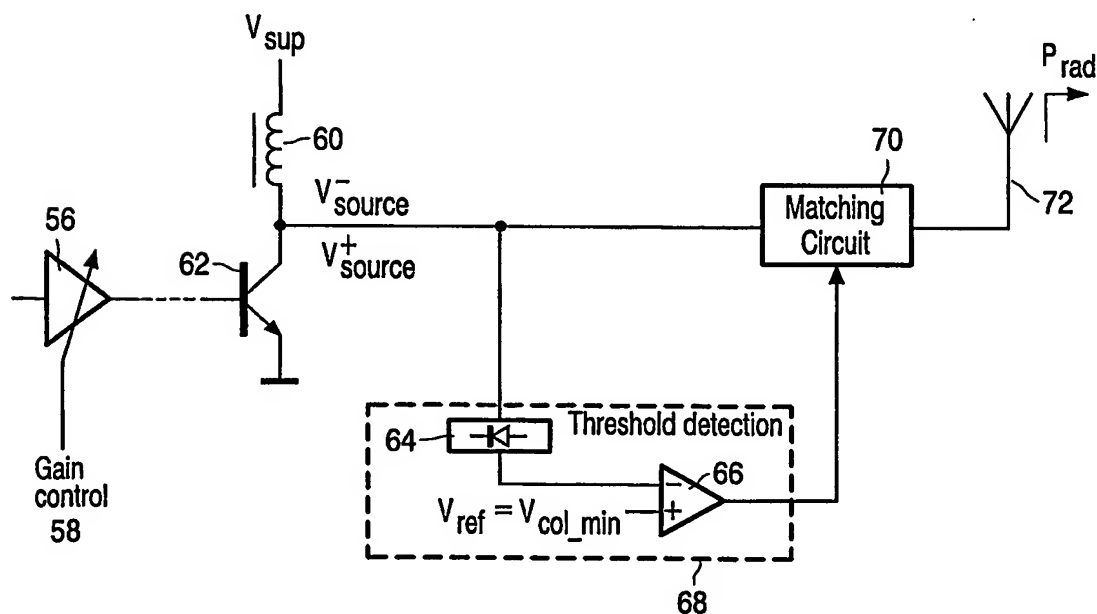 V sup
P rad
60
70
V⁻ source
Matching
Circuit
72
56
62
V⁺ source
Threshold detection
64
66
−
V ref = V col_min
+
Gain
control
58
68